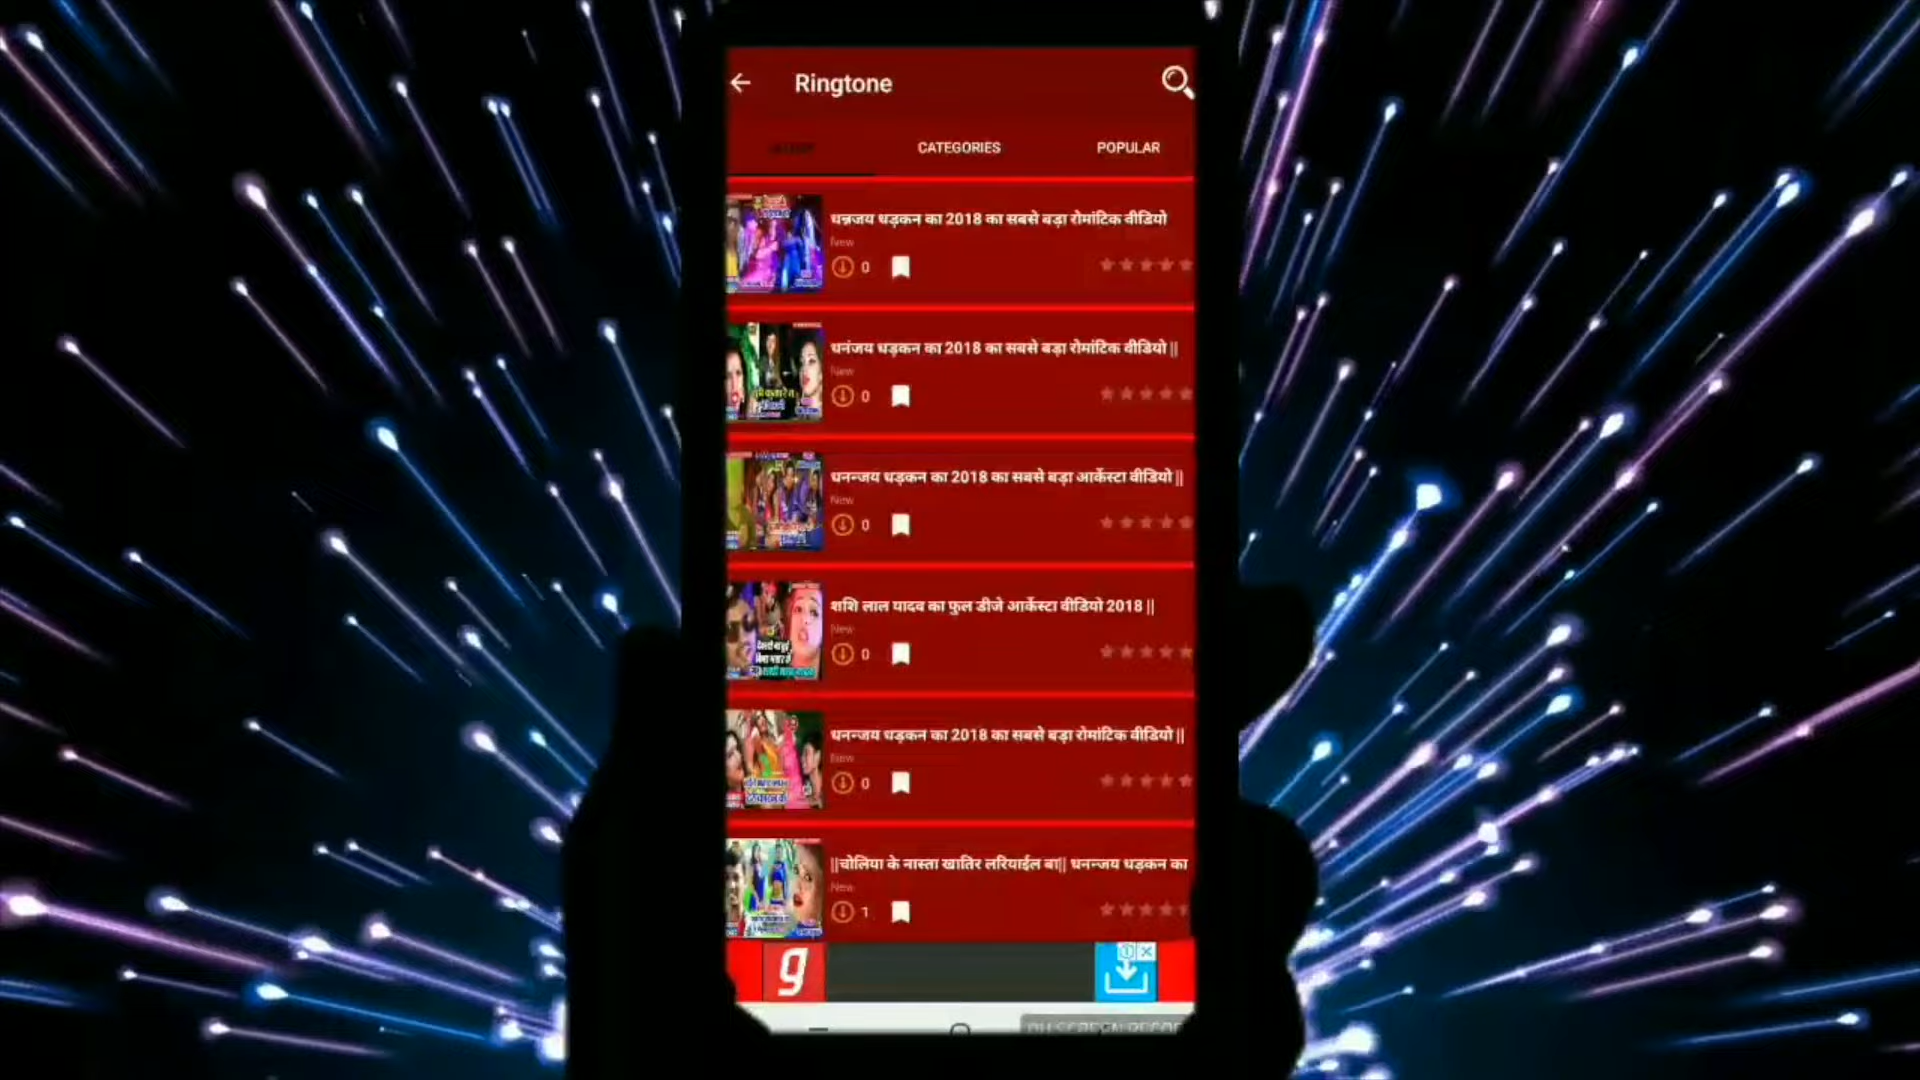 Ringtone
CATEGORIES
POPULAR
धन्नजय धड़कन का 2018 का सबसे बड़ा रोमांटिक वीडियो
New
0
धनंजय धड़कन का 2018 का सबसे बड़ा रोमांटिक वीडियो ||
New
0
धनन्जय धड़कन का 2018 का सबसे बड़ा आर्केस्टा वीडियो ||
New
0
शशि लाल यादव का फुल डीजे आर्केस्टा वीडियो 2018 ||
New
0
धनन्जय धड़कन का 2018 का सबसे बड़ा रोमांटिक वीडियो ||
New
0
||चोलिया के नास्ता खातिर लरियाईल बा|| धनन्जय धड़कन का
New
1
g